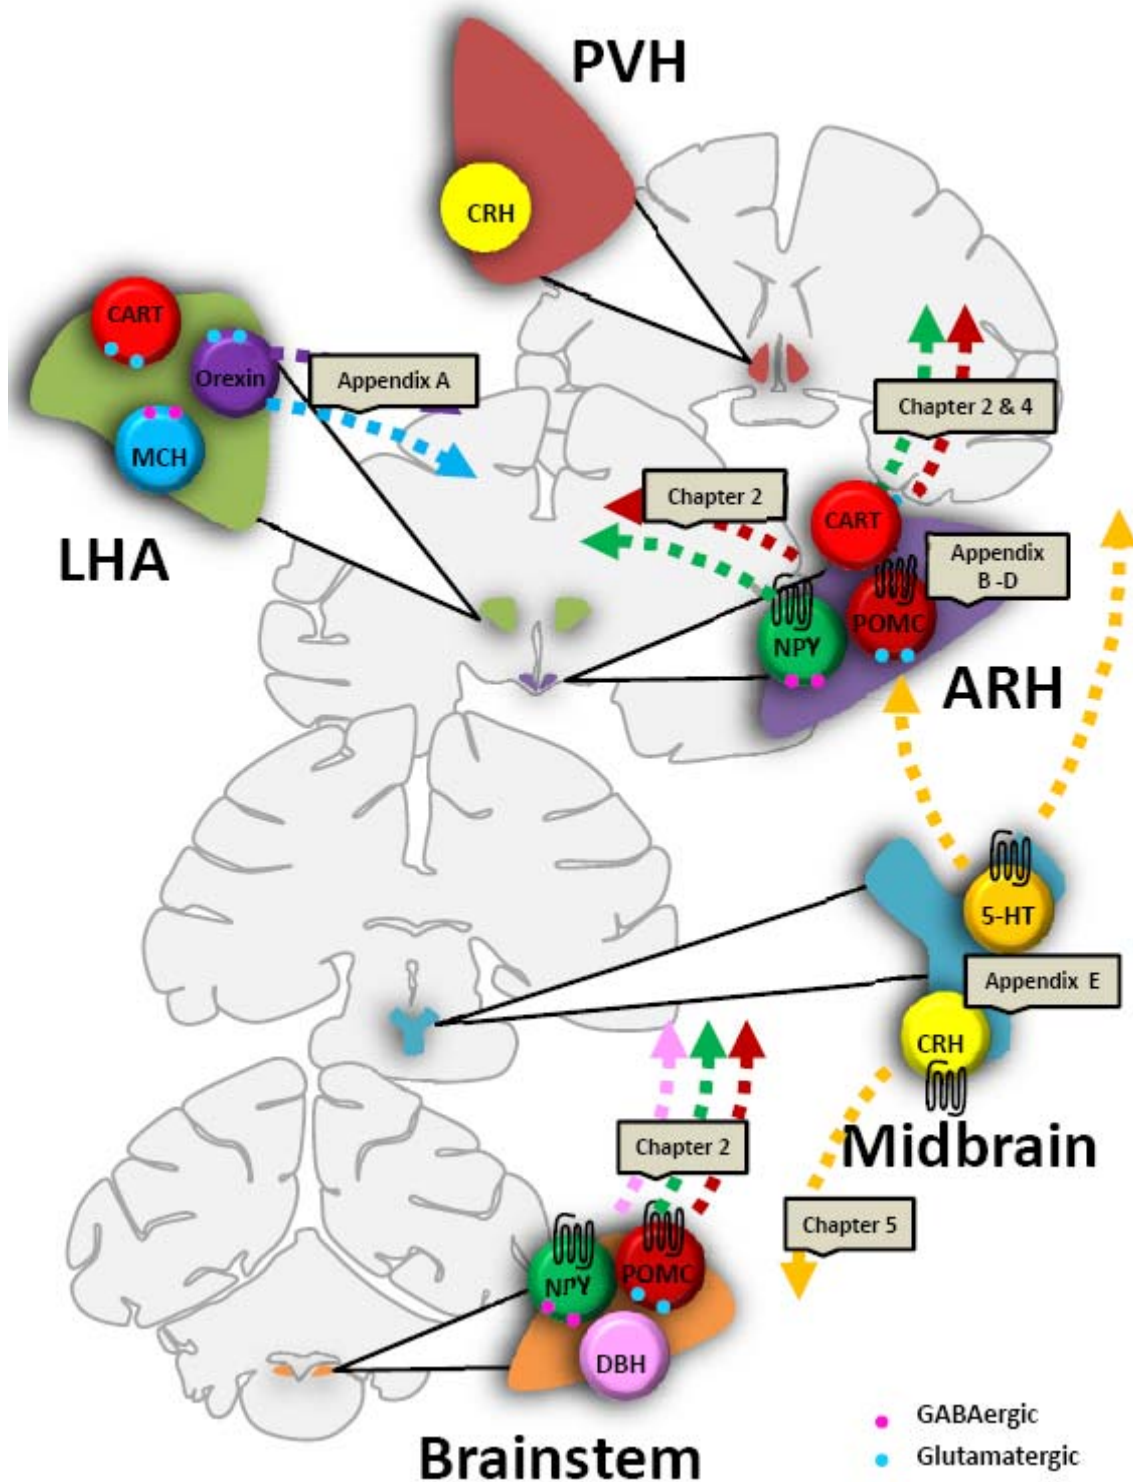 PVH
CRH
CART
Orexin
Appendix A
MCH
LHA
Chapter 2 & 4
Chapter 2
CART
Appendix
B -D
NPY
POMC
ARH
5-HT
Appendix E
CRH
Midbrain
Chapter 2
Chapter 5
NPY
POMC
DBH
Brainstem
GABAergic
Glutamatergic